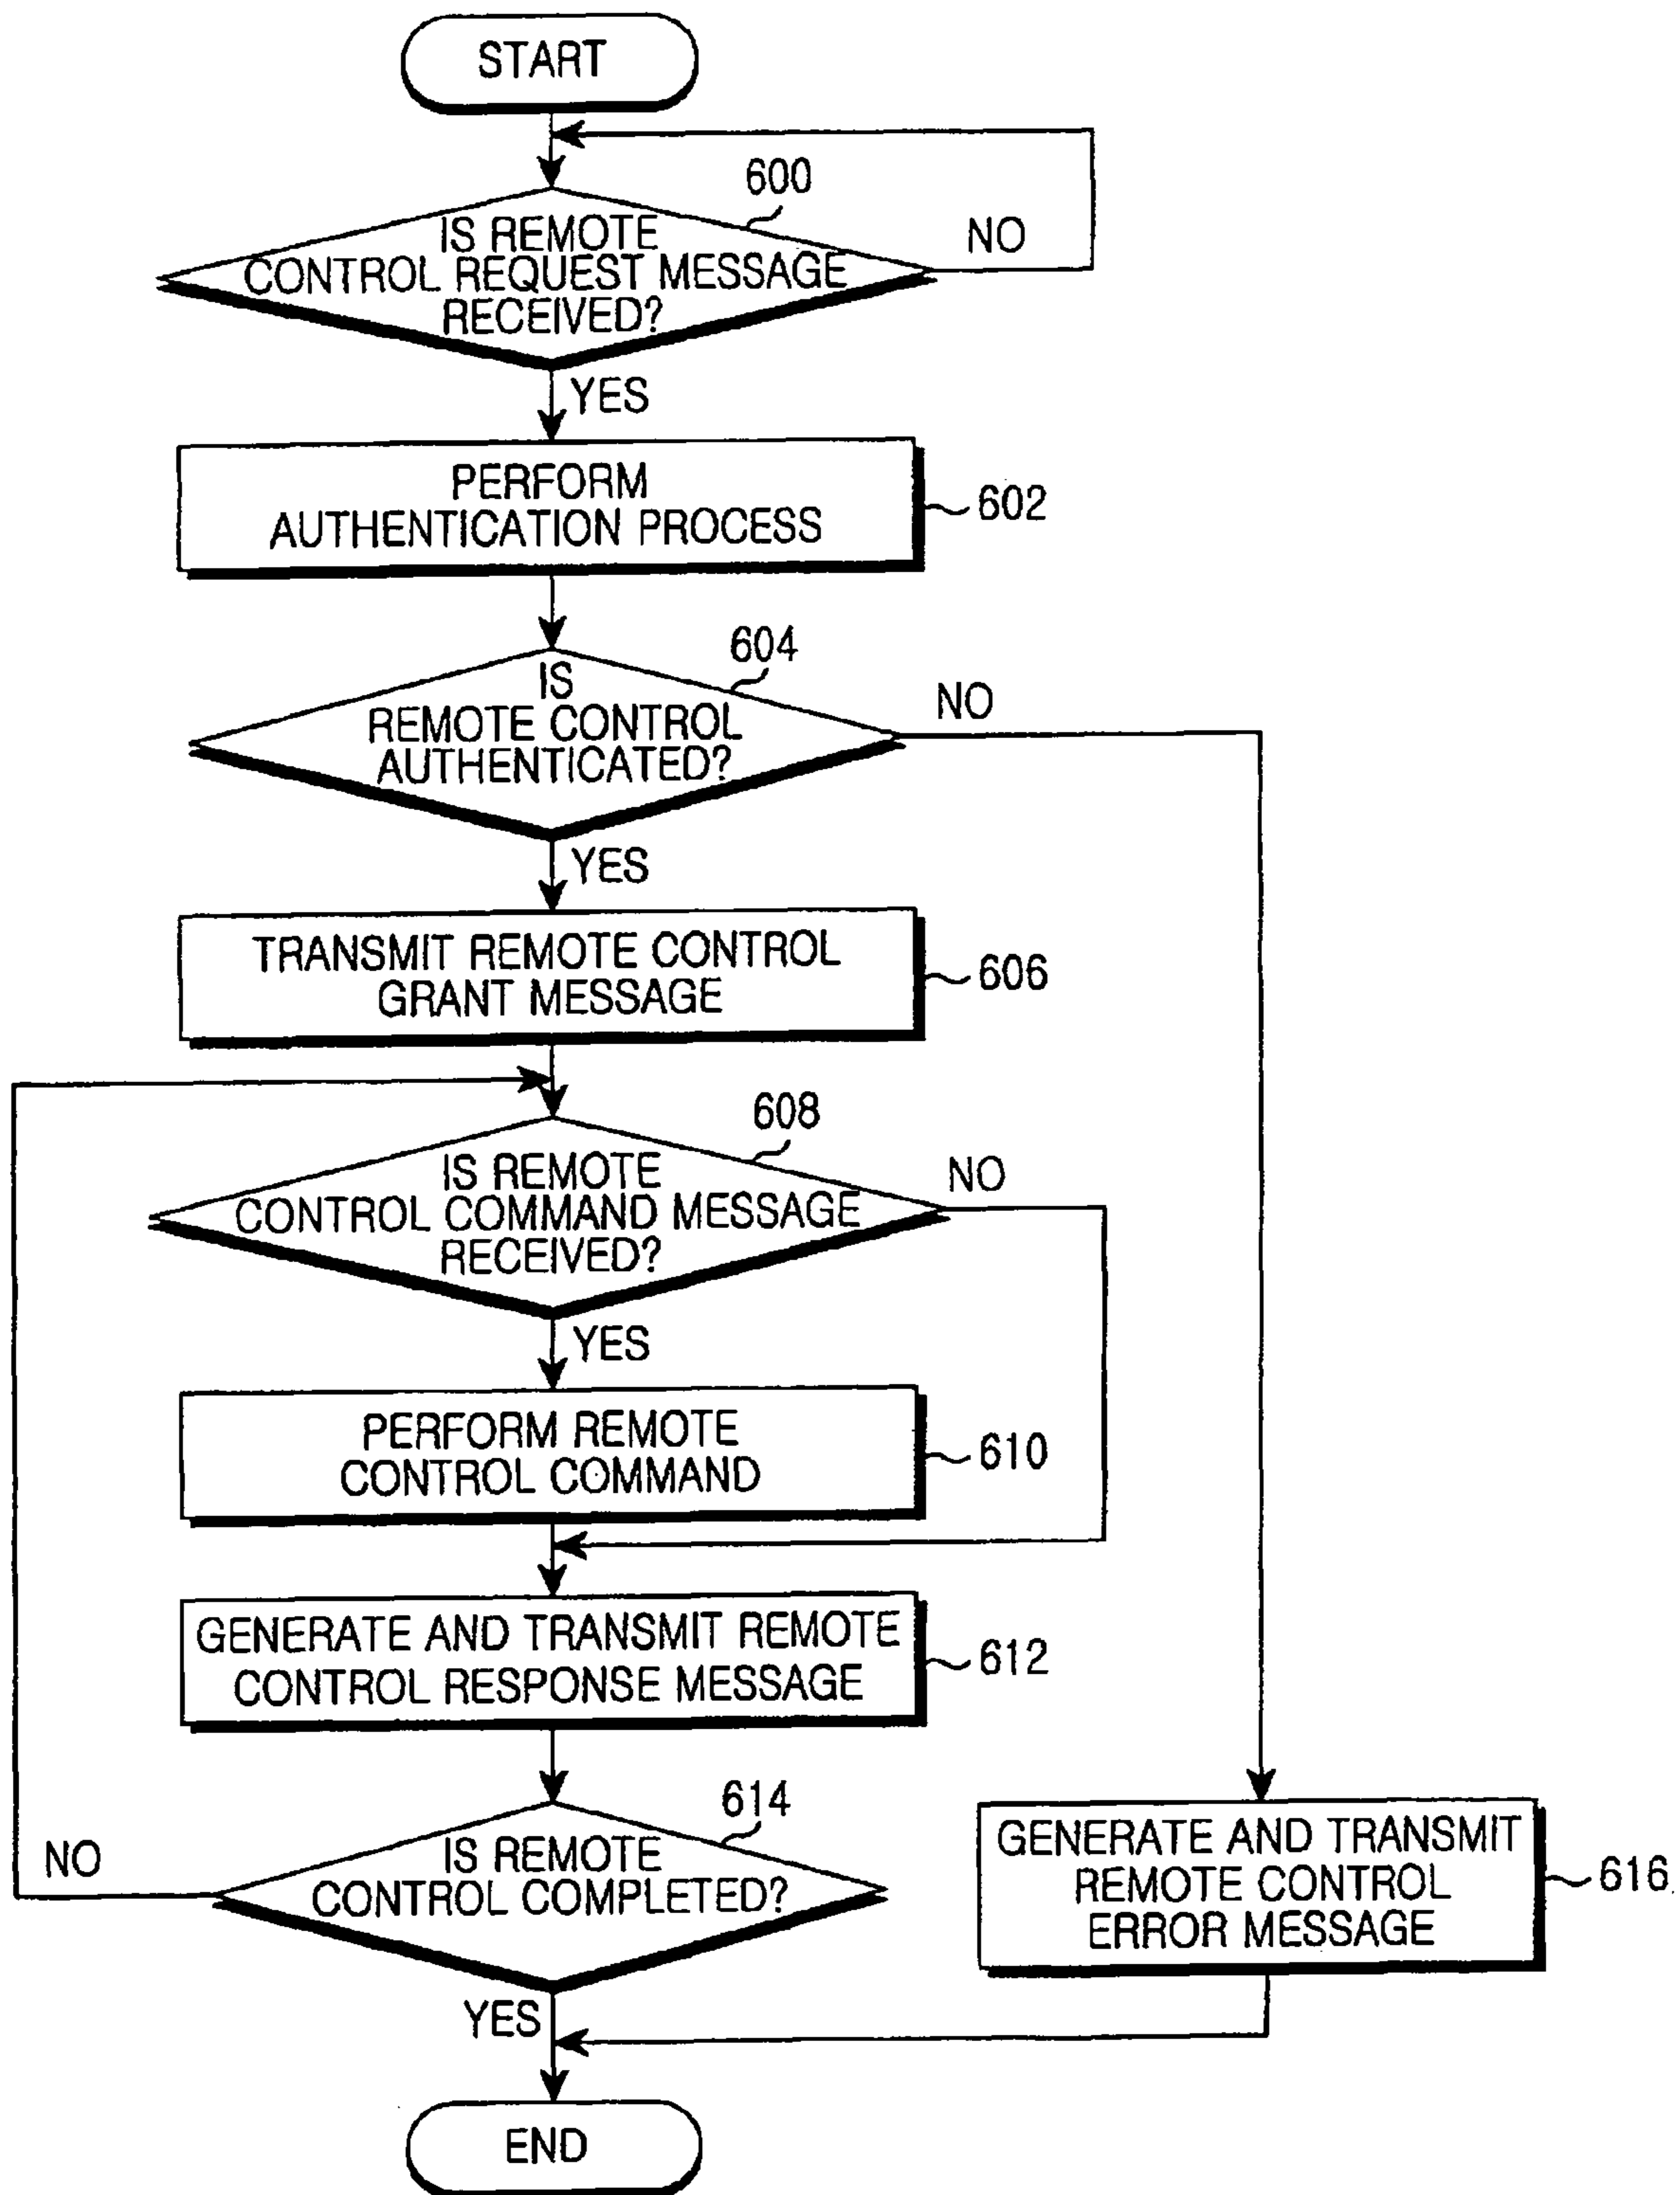 START
600
IS REMOTE
CONTROL REQUEST MESSAGE
RECEIVED?
NO
YES
PERFORM
AUTHENTICATION PROCESS
602
604
IS
REMOTE CONTROL
AUTHENTICATED?
NO
YES
TRANSMIT REMOTE CONTROL
GRANT MESSAGE
606
608
IS REMOTE
CONTROL COMMAND MESSAGE
RECEIVED?
NO
YES
PERFORM REMOTE
CONTROL COMMAND
610
GENERATE AND TRANSMIT REMOTE
CONTROL RESPONSE MESSAGE
612
614
IS REMOTE
CONTROL COMPLETED?
NO
YES
GENERATE AND TRANSMIT
REMOTE CONTROL
ERROR MESSAGE
616
END